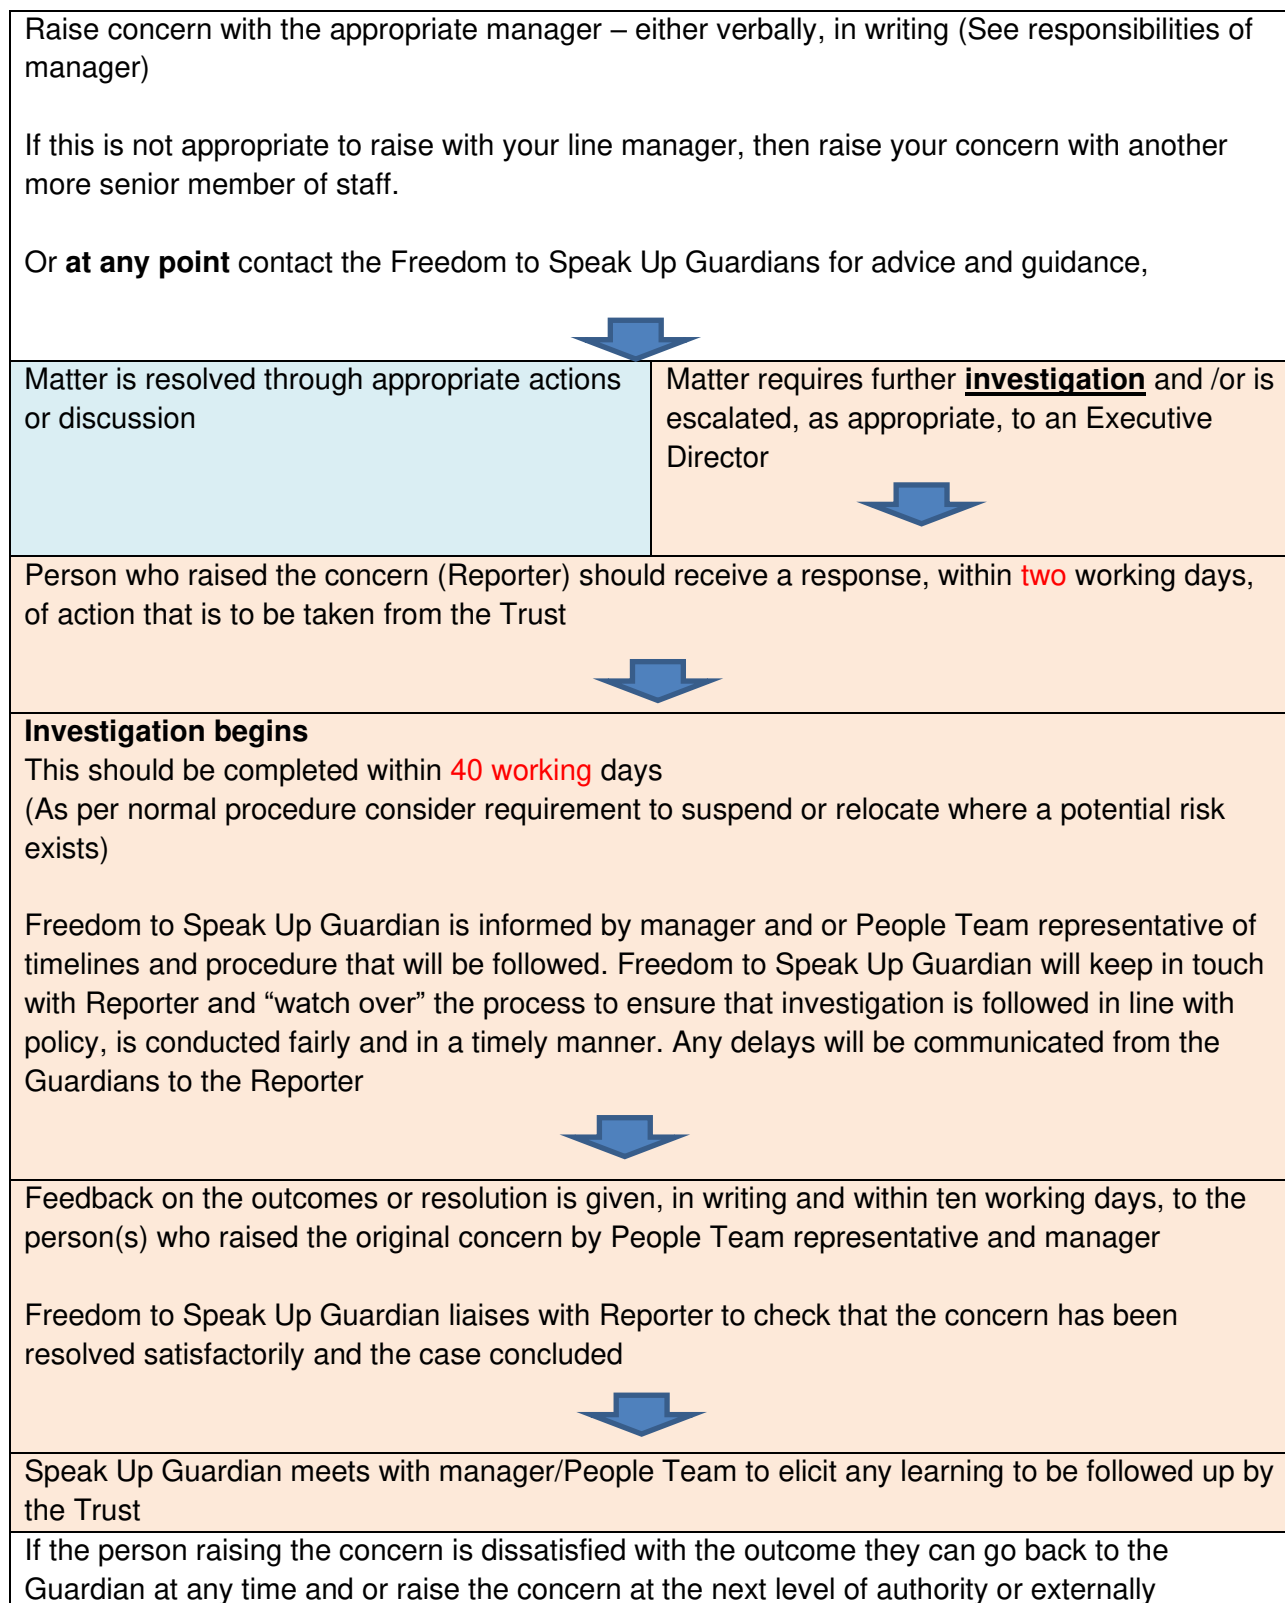 Raise concern with the appropriate manager – either verbally, in writing (See responsibilities of
manager)
If this is not appropriate to raise with your line manager, then raise your concern with another
more senior member of staff.
Or at any point contact the Freedom to Speak Up Guardians for advice and guidance,
Matter is resolved through appropriate actions
or discussion
Matter requires further investigation and /or is
escalated, as appropriate, to an Executive
Director
Person who raised the concern (Reporter) should receive a response, within two working days,
of action that is to be taken from the Trust
Investigation begins
This should be completed within 40 working days
(As per normal procedure consider requirement to suspend or relocate where a potential risk
exists)
Freedom to Speak Up Guardian is informed by manager and or People Team representative of
timelines and procedure that will be followed. Freedom to Speak Up Guardian will keep in touch
with Reporter and “watch over” the process to ensure that investigation is followed in line with
policy, is conducted fairly and in a timely manner. Any delays will be communicated from the
Guardians to the Reporter
Feedback on the outcomes or resolution is given, in writing and within ten working days, to the
person(s) who raised the original concern by People Team representative and manager
Freedom to Speak Up Guardian liaises with Reporter to check that the concern has been
resolved satisfactorily and the case concluded
Speak Up Guardian meets with manager/People Team to elicit any learning to be followed up by
the Trust
If the person raising the concern is dissatisfied with the outcome they can go back to the
Guardian at any time and or raise the concern at the next level of authority or externally